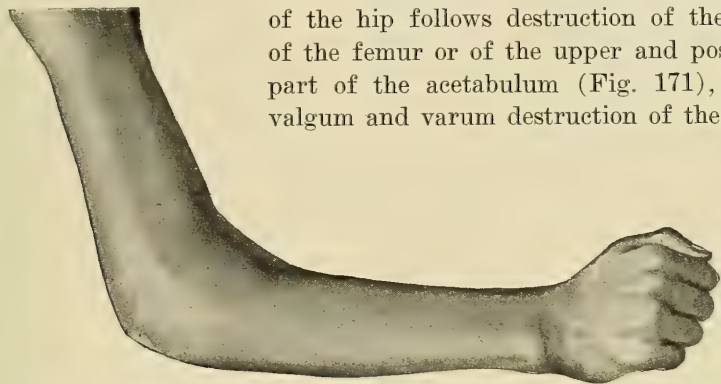 of the hip follows destruction of the
of the femur or of the upper and pos
part of the acetabulum (Fig. 171),
valgum and varum destruction of the